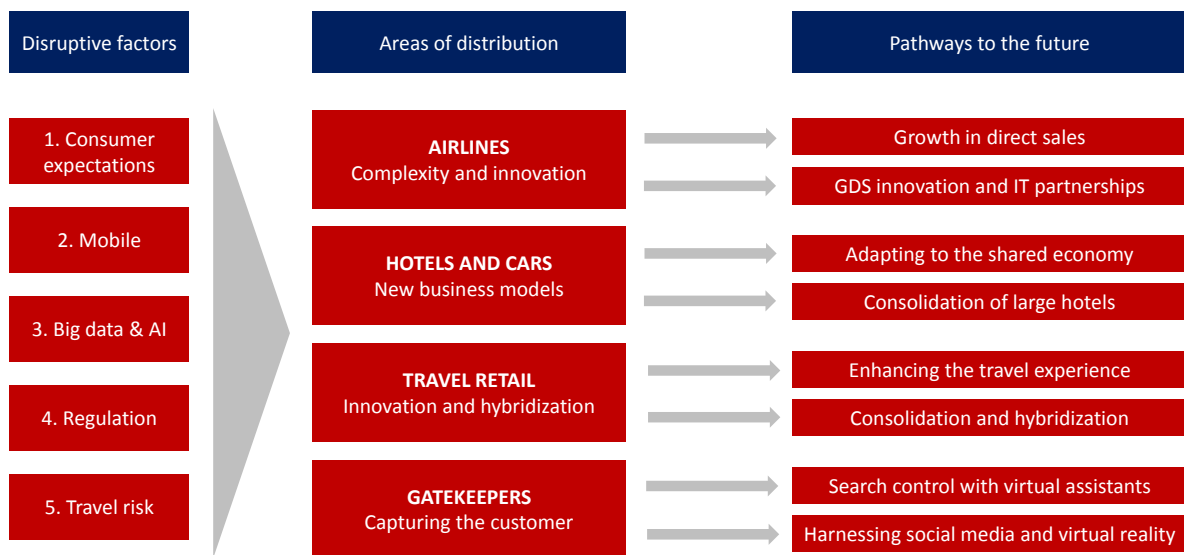 Disruptive factors
Areas of distribution
Pathways to the future
1. Consumer
expectations
2. Mobile
3. Big data & AI
4. Regulation
5. Travel risk
AIRLINES
Complexity and innovation
HOTELS AND CARS
New business models
TRAVEL RETAIL
Innovation and hybridization
GATEKEEPERS
Capturing the customer
Growth in direct sales
GDS innovation and IT partnerships
Adapting to the shared economy
Consolidation of large hotels
Enhancing the travel experience
Consolidation and hybridization
Search control with virtual assistants
Harnessing social media and virtual reality